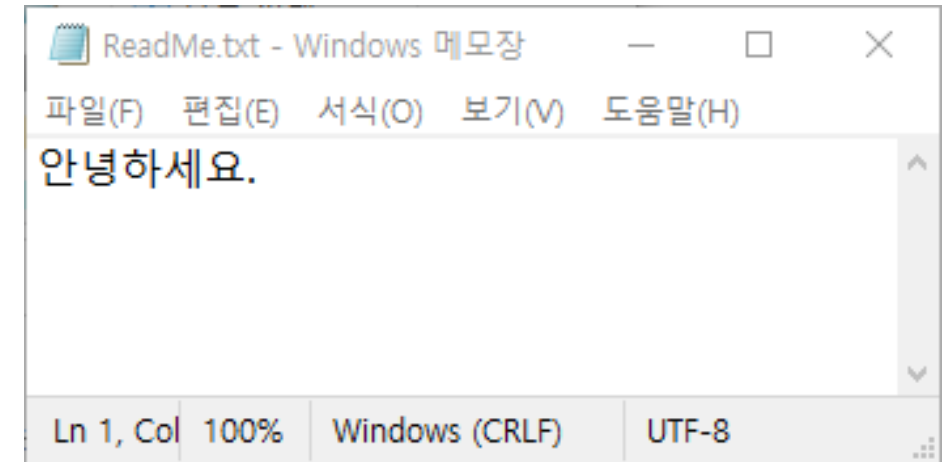 ReadMe.txt - Windows 메모장
파일(F) 편집(E) 서식(O) 보기(V) 도움말(H)
안녕하세요.
Ln 1, Col 100% Windows (CRLF) UTF-8